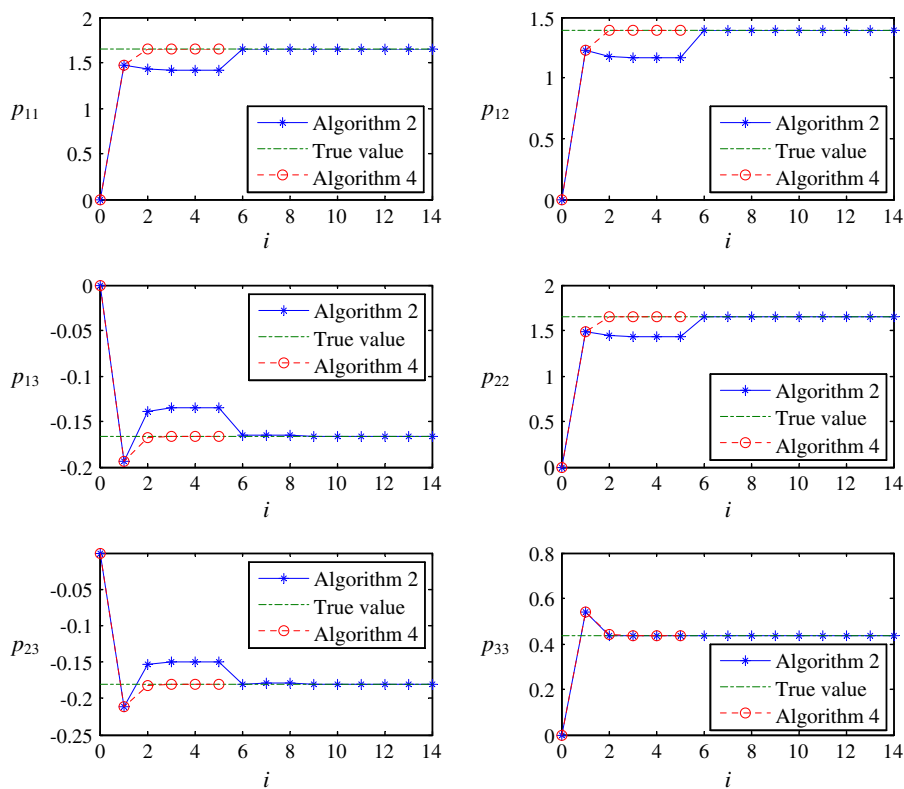 2
1.5
1
0.5
0
p11
Algorithm 2
True value
Algorithm 4
0 2 4 6 8 10 12 14
i
1.5
1
0.5
0
p12
Algorithm 2
True value
Algorithm 4
0 2 4 6 8 10 12 14
i
0
-0.05
-0.1
-0.15
-0.2
p13
Algorithm 2
True value
Algorithm 4
0 2 4 6 8 10 12 14
i
2
1.5
1
0.5
0
p22
Algorithm 2
True value
Algorithm 4
0 2 4 6 8 10 12 14
i
-0.05
-0.1
-0.15
-0.2
-0.25
p23
Algorithm 2
True value
Algorithm 4
0 2 4 6 8 10 12 14
i
0.8
0.6
0.4
0.2
0
p33
Algorithm 2
True value
Algorithm 4
0 2 4 6 8 10 12 14
i